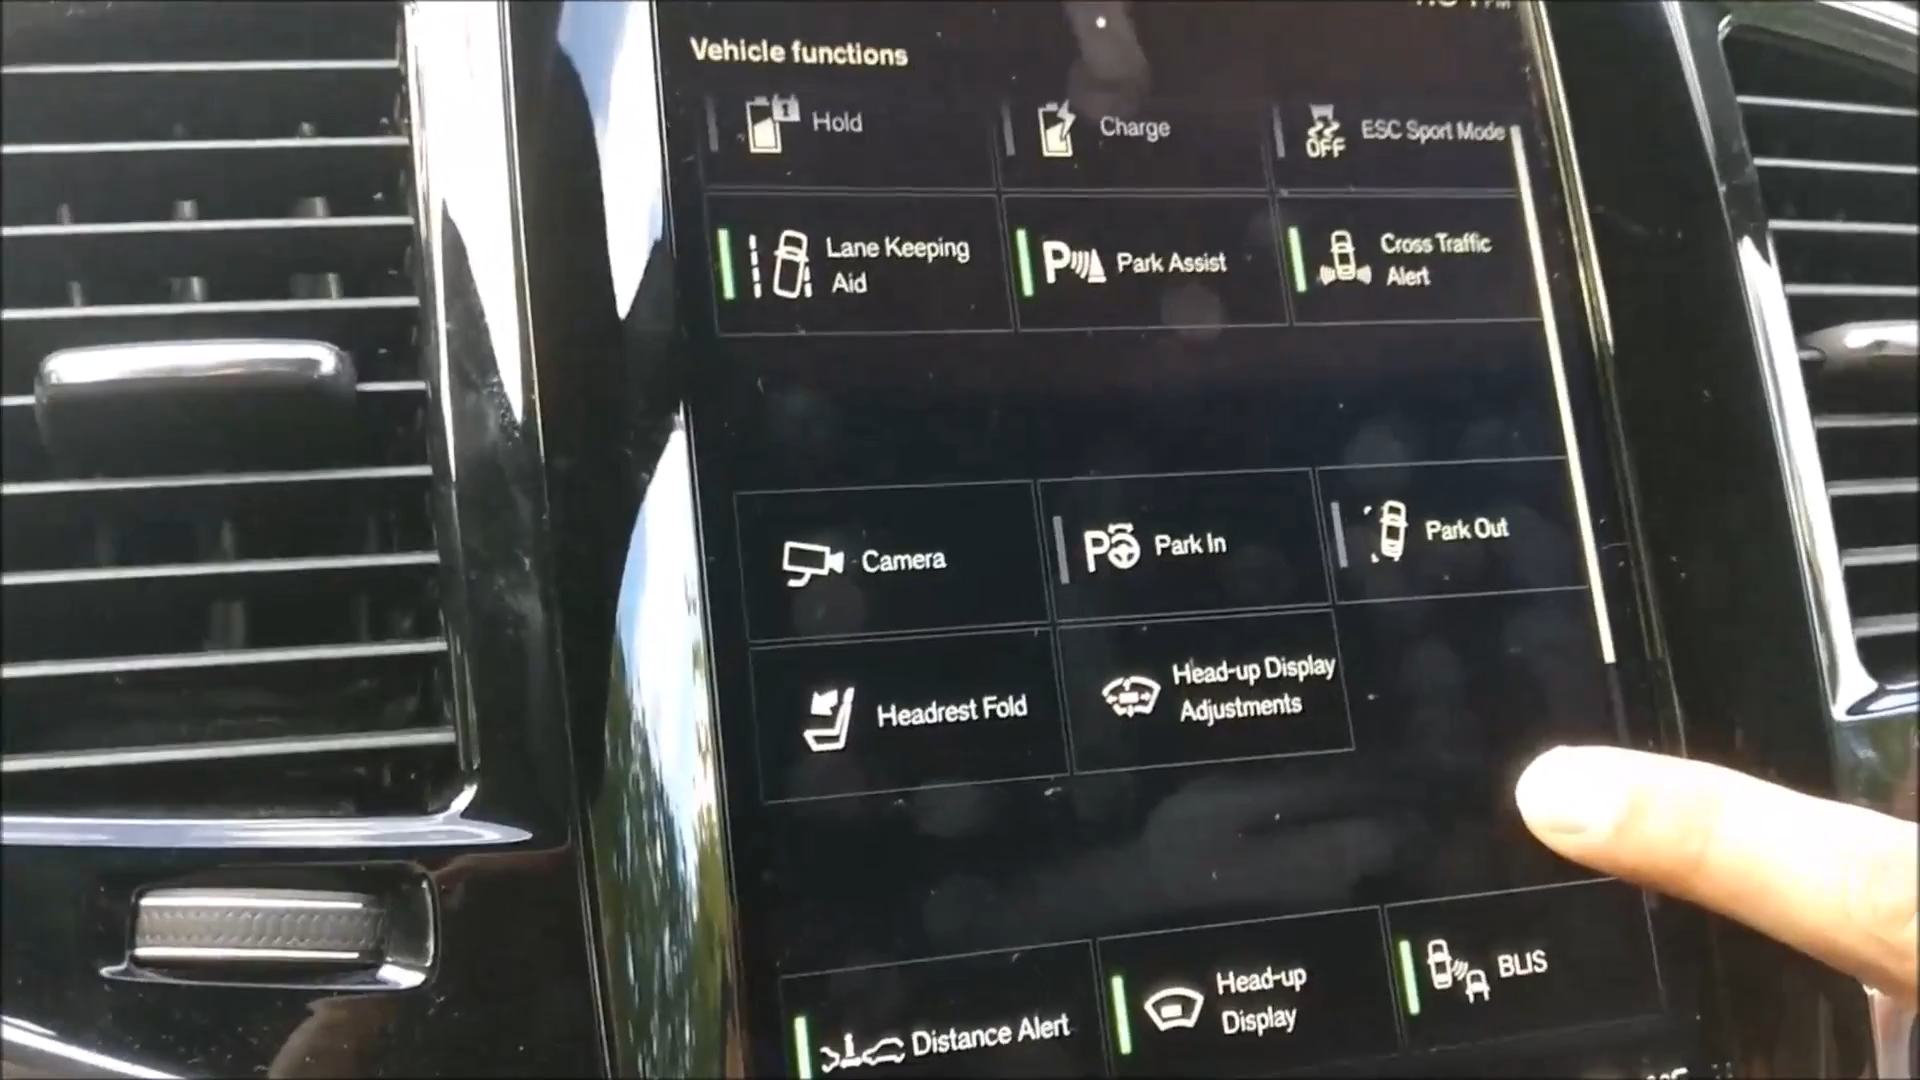 Vehicle functions
Hold
Charge
OFF
ESC Sport Mode
Lane Keeping
Aid
P
Park Assist
Cross Traffic
Alert
Camera
P
Park In
Park Out
Headrest Fold
Head-up Display
Adjustments
Distance Alert
Head-up
Display
BLIS